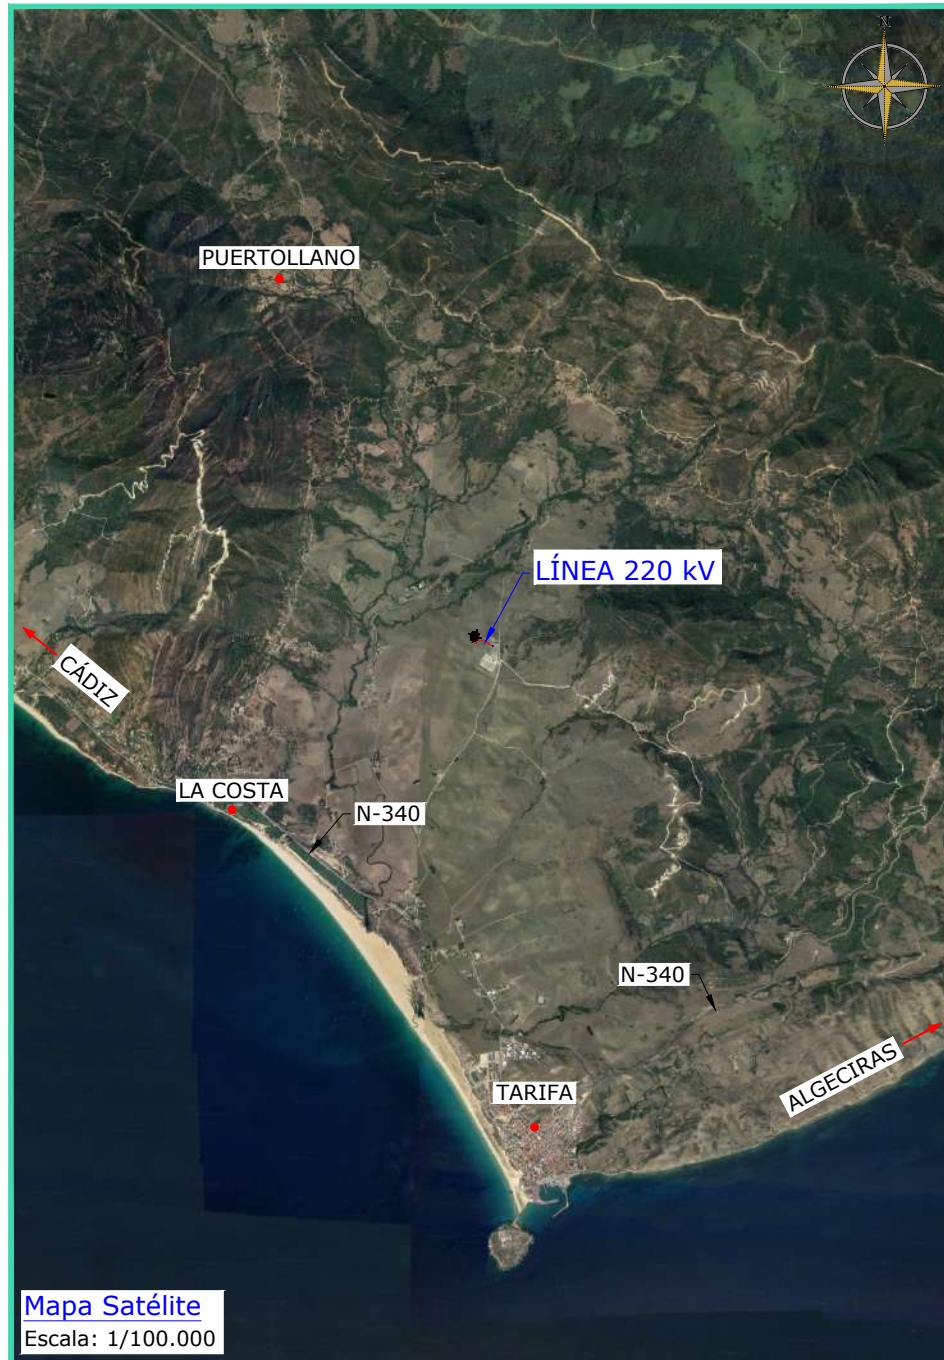 N
PUERTOLLANO
LÍNEA 220 kV
CÁDIZ
LA COSTA
N-340
N-340
ALGECIRAS
TARIFA
Mapa Satélite
Escala: 1/100.000